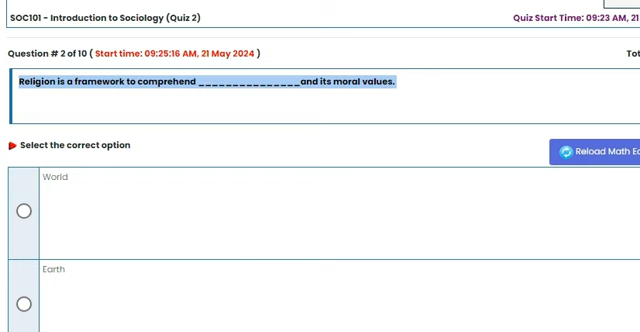 SOC101 - Introduction to Sociology (Quiz 2) Quiz Start Time: 09:23 AM, 21
Question # 2 of 10 ( Start time: 09:25:16 AM, 21 May 2024 ) Tot
Religion is a framework to comprehend _______________and its moral values.
Select the correct option
Reload Math Eq
World
Earth